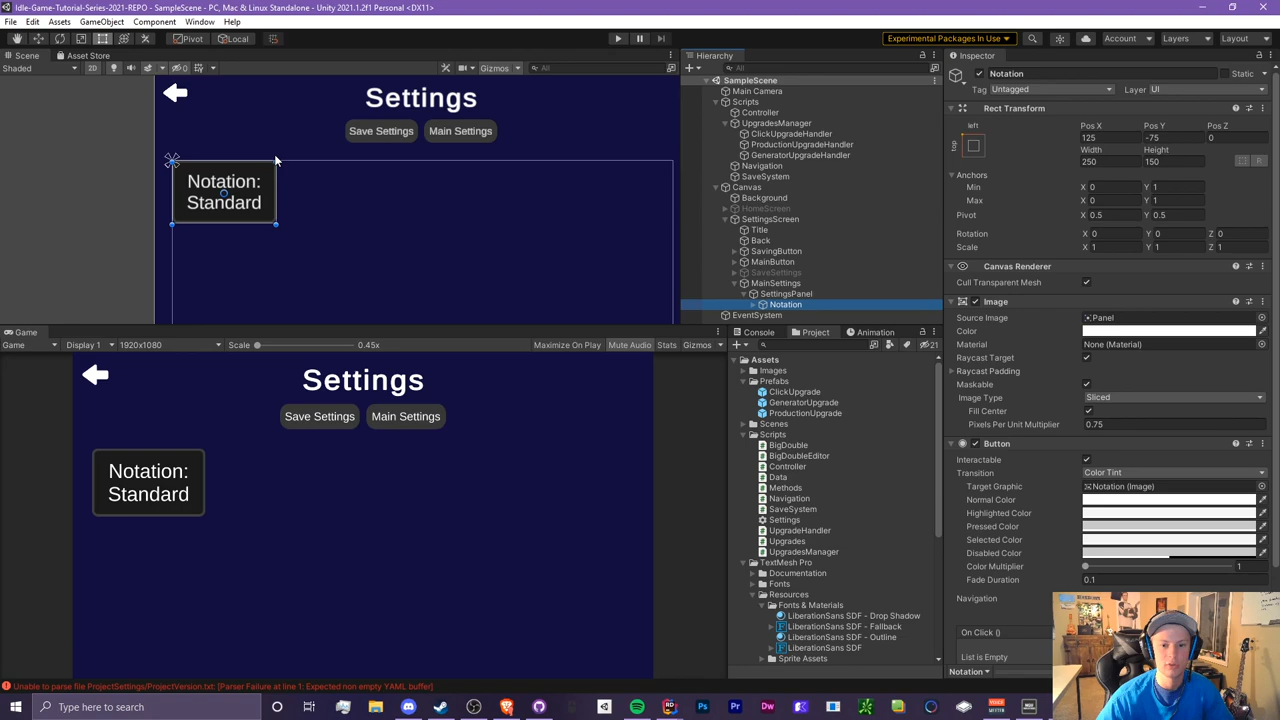 Idle-Game-Tutorial-Series-2021-REPO - SampleScene - PC, Mac & Linux Standalone - Unity 2021.1.2f1 Personal <DX11>
File Edit Assets GameObject Component Window Help
Pivot Local Experimental Packages In Use Account Layers Layout
Scene Asset Store
Shaded 2D 0 Gizmos All
Settings
Save Settings Main Settings
Notation:
Standard
Hierarchy
All
SampleScene
Main Camera
Scripts
Controller
UpgradesManager
ClickUpgradeHandler
ProductionUpgradeHandler
GeneratorUpgradeHandler
Navigation
SaveSystem
Canvas
Background
HomeScreen
SettingsScreen
Title
Back
SavingButton
MainButton
SaveSettings
MainSettings
SettingsPanel
Notation
EventSystem
Game
Game Display 1 1920x1080 Scale 0.45x Maximize On Play Mute Audio Stats Gizmos
Settings
Save Settings Main Settings
Notation:
Standard
Console Project Animation
21
Assets
Images
Prefabs
ClickUpgrade
GeneratorUpgrade
ProductionUpgrade
Scenes
Scripts
BigDouble
BigDoubleEditor
Controller
Data
Methods
Navigation
SaveSystem
Settings
UpgradeHandler
Upgrades
UpgradesManager
TextMesh Pro
Documentation
Fonts
Resources
Fonts & Materials
LiberationSans SDF - Drop Shadow
LiberationSans SDF - Fallback
LiberationSans SDF - Outline
LiberationSans SDF
Sprite Assets
Inspector
Notation Static
Tag Untagged Layer UI
Rect Transform
left
top
Pos X Pos Y Pos Z
125 -75 0
Width Height
250 150
R
Anchors
Min X 0 Y 1
Max X 0 Y 1
Pivot X 0.5 Y 0.5
Rotation X 0 Y 0 Z 0
Scale X 1 Y 1 Z 1
Canvas Renderer
Cull Transparent Mesh
Image
Source Image Panel
Color
Material None (Material)
Raycast Target
Raycast Padding
Maskable
Image Type Sliced
Fill Center
Pixels Per Unit Multiplier 0.75
Button
Interactable
Transition Color Tint
Target Graphic Notation (Image)
Normal Color
Highlighted Color
Pressed Color
Selected Color
Disabled Color
Color Multiplier 1
Fade Duration 0.1
Navigation
On Click ()
List is Empty
Notation
Unable to parse file ProjectSettings/ProjectVersion.txt: [Parser Failure at line 1: Expected non empty YAML buffer]
Type here to search